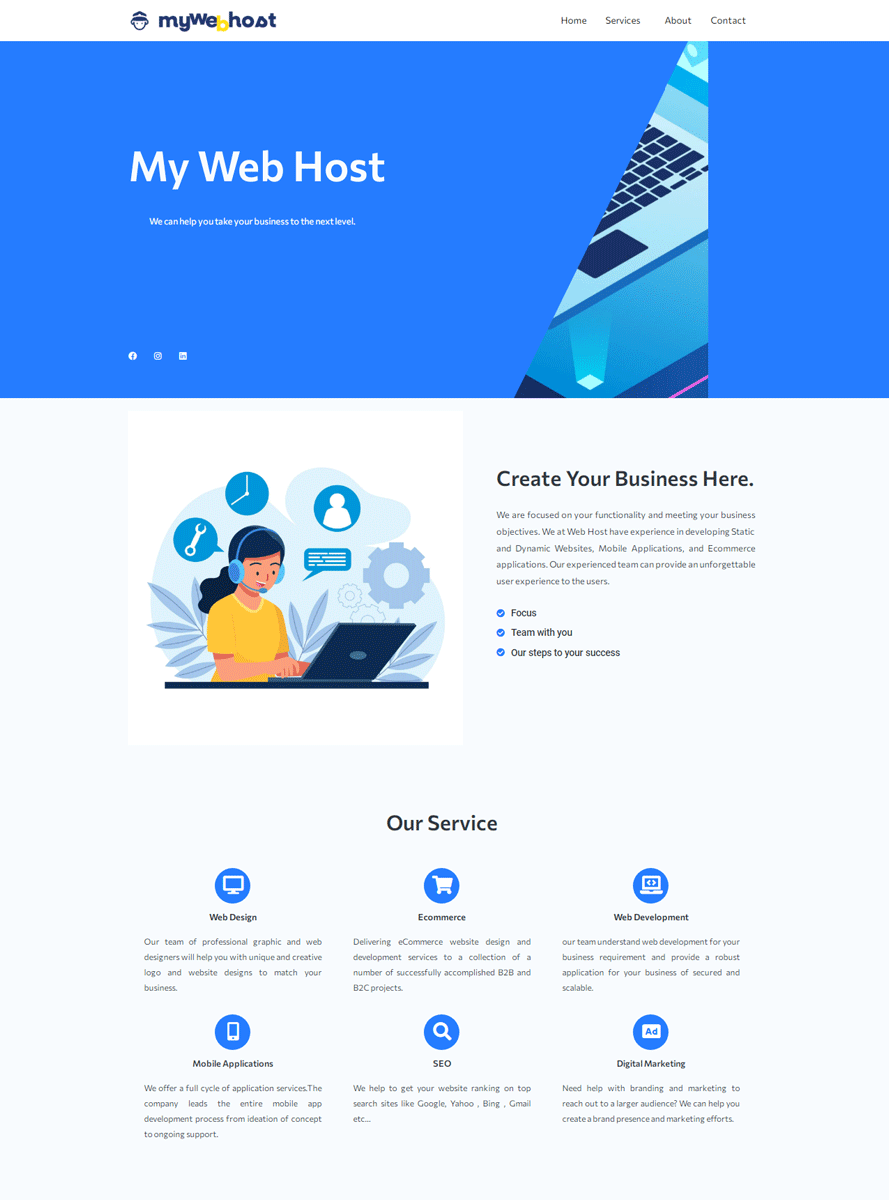 mywebhost
Home Services About Contact
My Web Host
We can help you take your business to the next level.
Create Your Business Here.
We are focused on your functionality and meeting your business
objectives. We at Web Host have experience in developing Static
and Dynamic Websites, Mobile Applications, and Ecommerce
applications. Our experienced team can provide an unforgettable
user experience to the users.
Focus
Team with you
Our steps to your success
Our Service
Web Design
Our team of professional graphic and web
designers will help you with unique and creative
logo and website designs to match your
business.
Ecommerce
Delivering eCommerce website design and
development services to a collection of a
number of successfully accomplished B2B and
B2C projects.
Web Development
our team understand web development for your
business requirement and provide a robust
application for your business of secured and
scalable.
Mobile Applications
We offer a full cycle of application services.The
company leads the entire mobile app
development process from ideation of concept
to ongoing support.
SEO
We help to get your website ranking on top
search sites like Google, Yahoo , Bing , Gmail
etc...
Ad
Digital Marketing
Need help with branding and marketing to
reach out to a larger audience? We can help you
create a brand presence and marketing efforts.